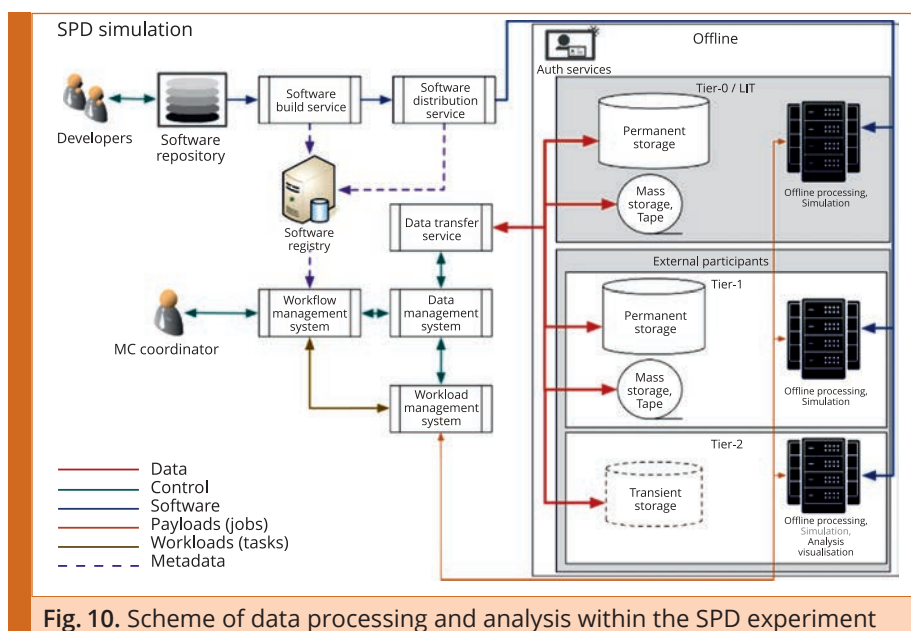 SPD simulation
Developers
Software
repository
Software
build service
Software
distribution
service
Software
registry
Data transfer
service
MC coordinator
Workflow
management
system
Data
management
system
Workload
management
system
Data
Control
Software
Payloads (jobs)
Workloads (tasks)
Metadata
Offline
Auth services
Tier-0 / LIT
Permanent
storage
Mass
storage,
Tape
Offline processing,
Simulation
External participants
Tier-1
Permanent
storage
Mass
storage,
Tape
Offline processing,
Simulation
Tier-2
Transient
storage
Offline processing,
Simulation,
Analysis
visualisation
Fig. 10. Scheme of data processing and analysis within the SPD experiment